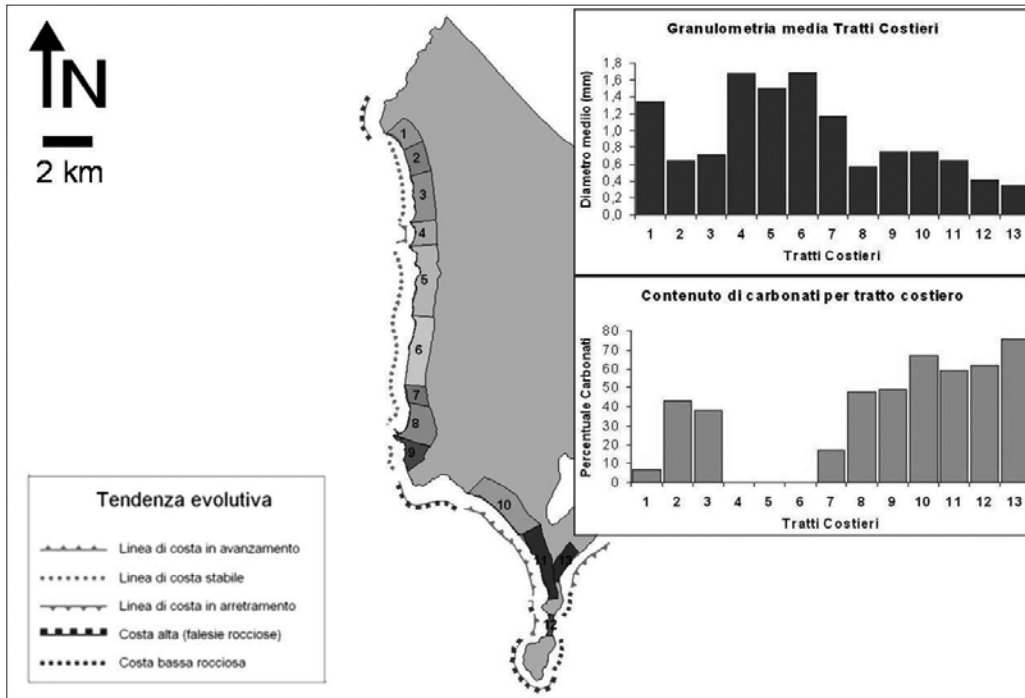 N
2 km
1
2
3
4
5
6
7
8
9
10
11
13
12
Granulometria media Tratti Costieri
Diametro mediio (mm)
1,8
1,4
1,2
1,0
0,8
0,6
0,4
0,2
0,0
1 2 3 4 5 6 7 8 9 10 11 12 13
Tratti Costieri
Contenuto di carbonati per tratto costiero
Percentuale Carbonati
80
70
60
50
40
30
20
10
0
1 2 3 4 5 6 7 8 9 10 11 12 13
Tratti Costieri
Tendenza evolutiva
Linea di costa in avanzamento
Linea di costa stabile
Linea di costa in arretramento
Costa alta (falesie rocciose)
Costa bassa rocciosa